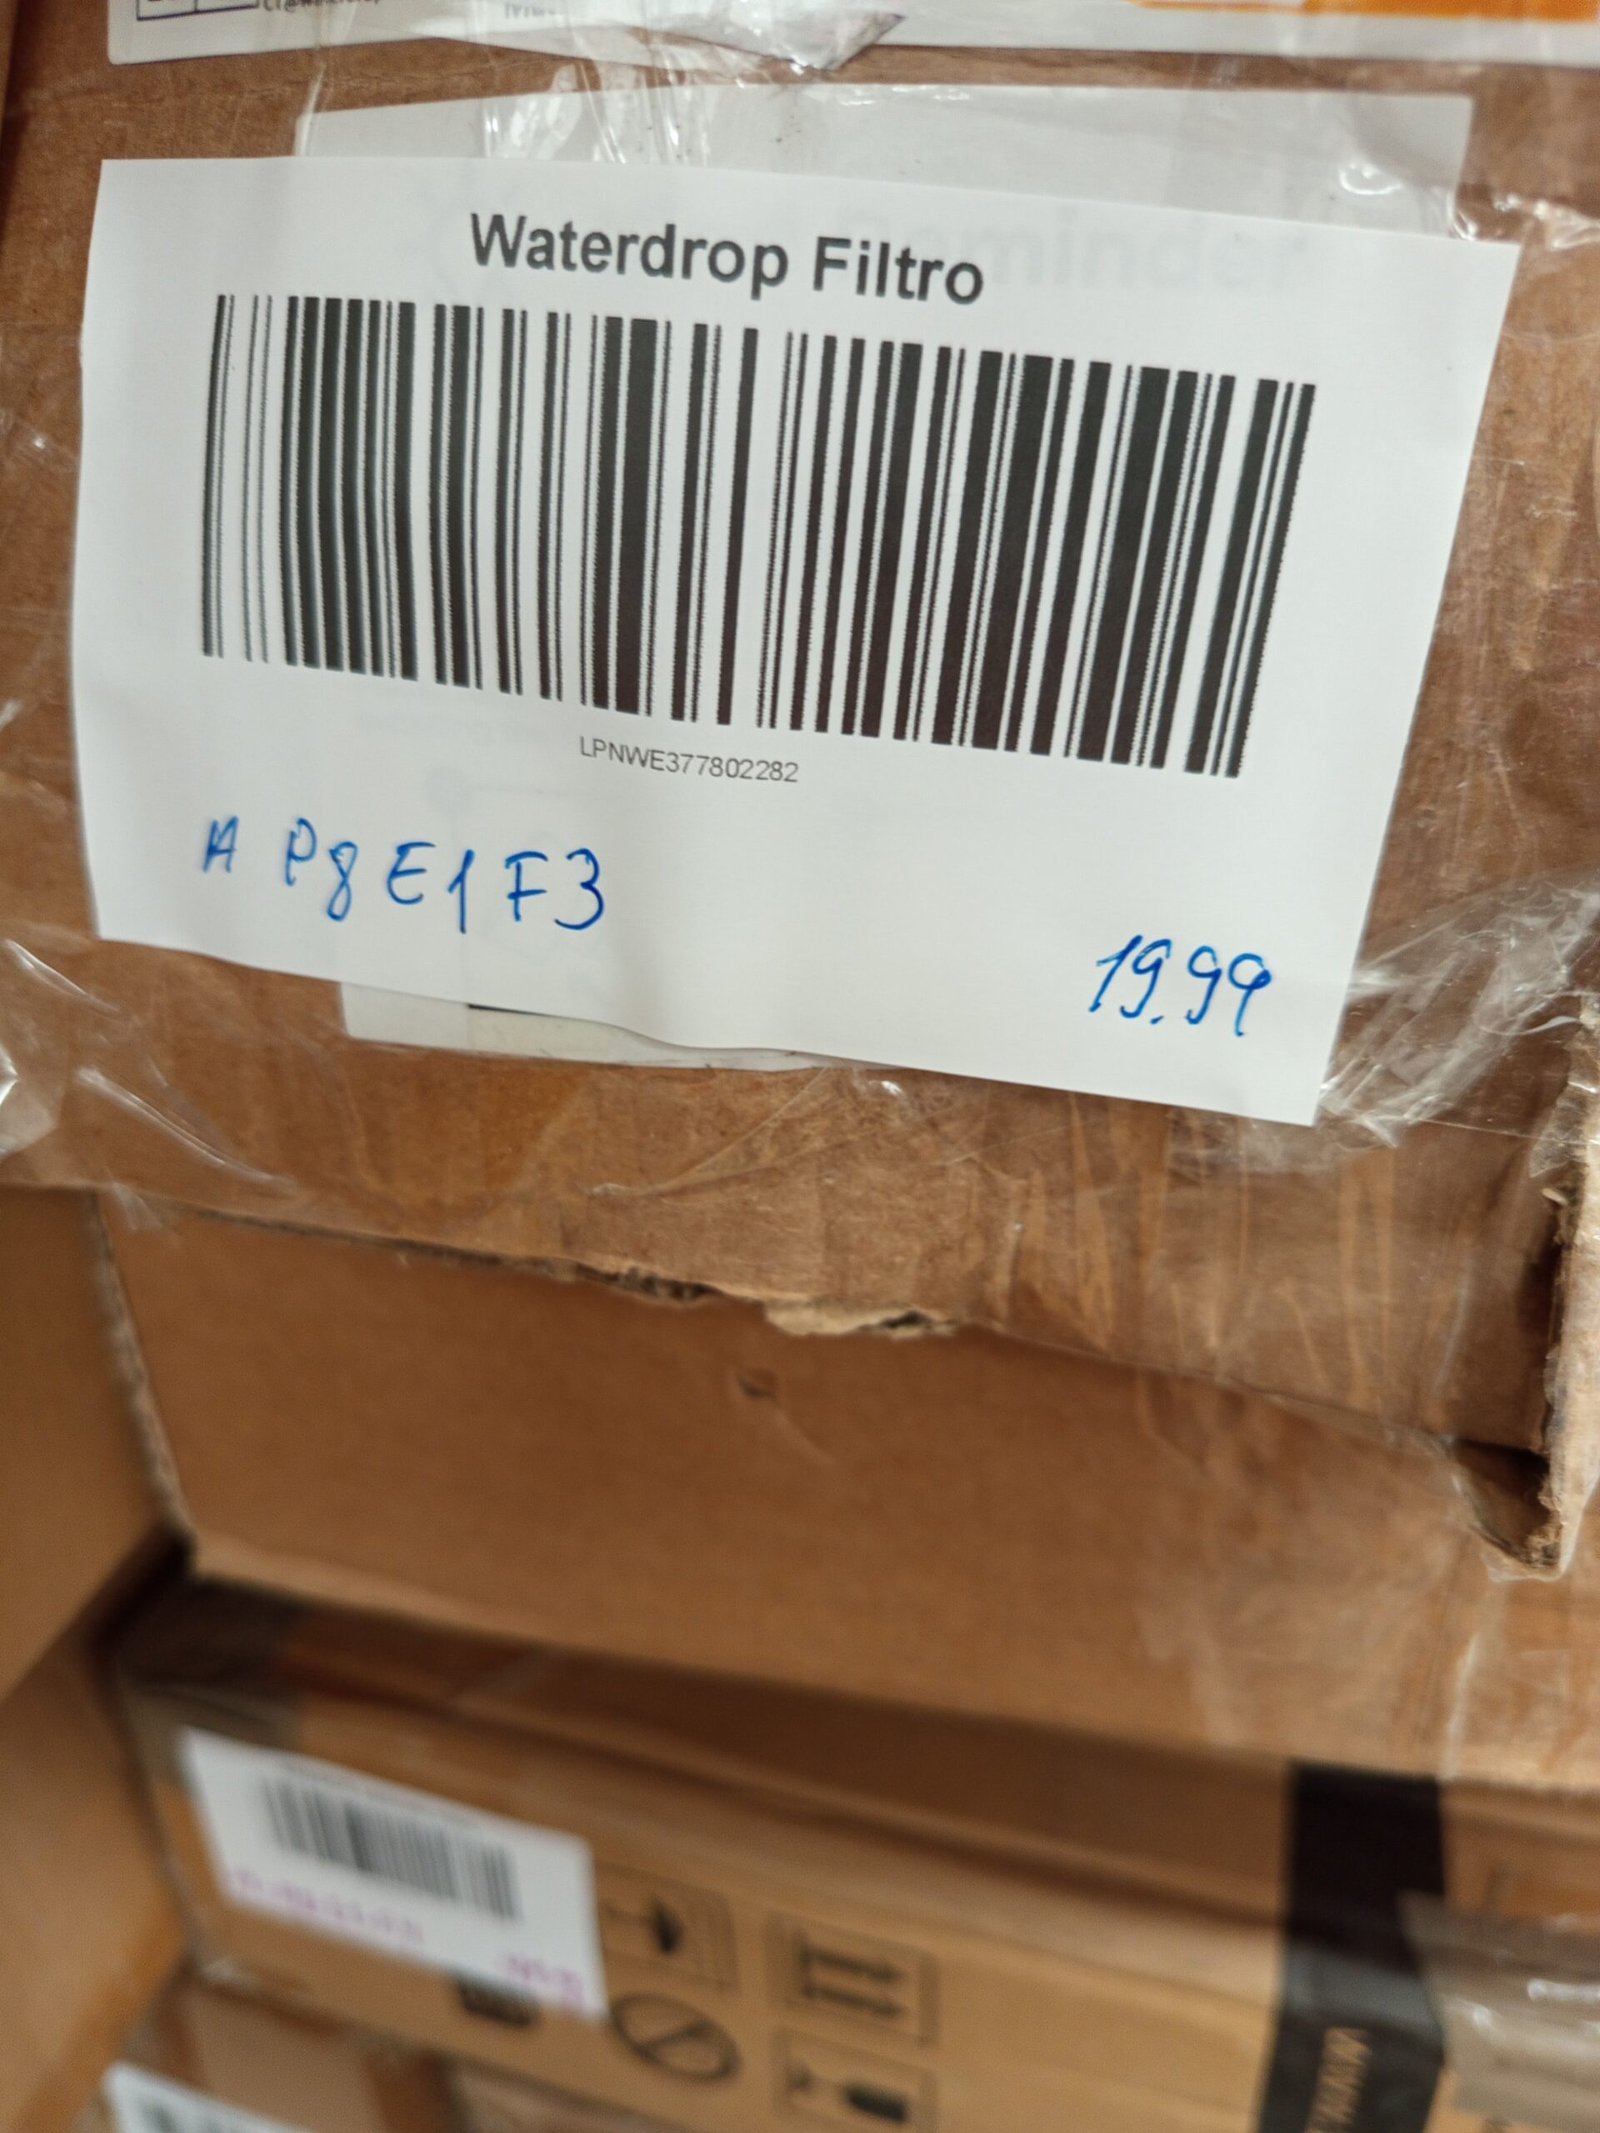 Waterdrop Filtro
LPNWE377802282
A P8 E1 F3
19.99